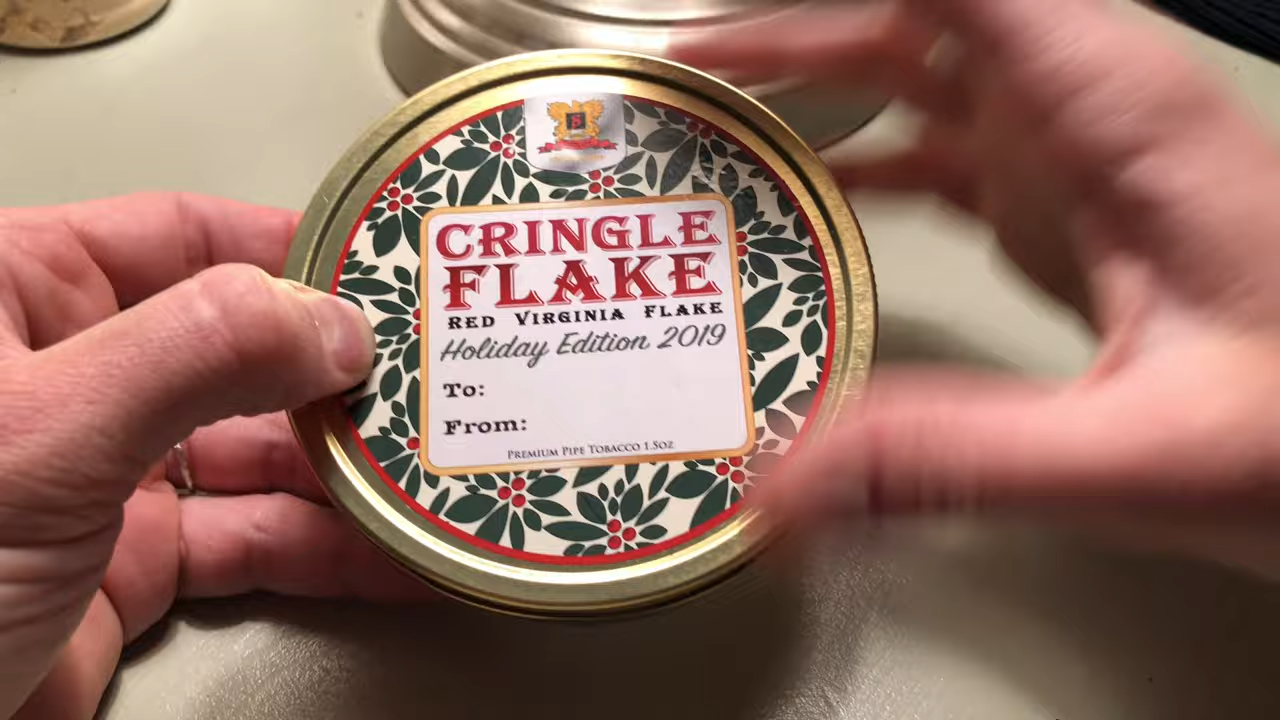 S
CRINGLE
FLAKE
RED VIRGINIA FLAKE
Holiday Edition 2019
To:
From:
PREMIUM PIPE TOBACCO 1.5OZ